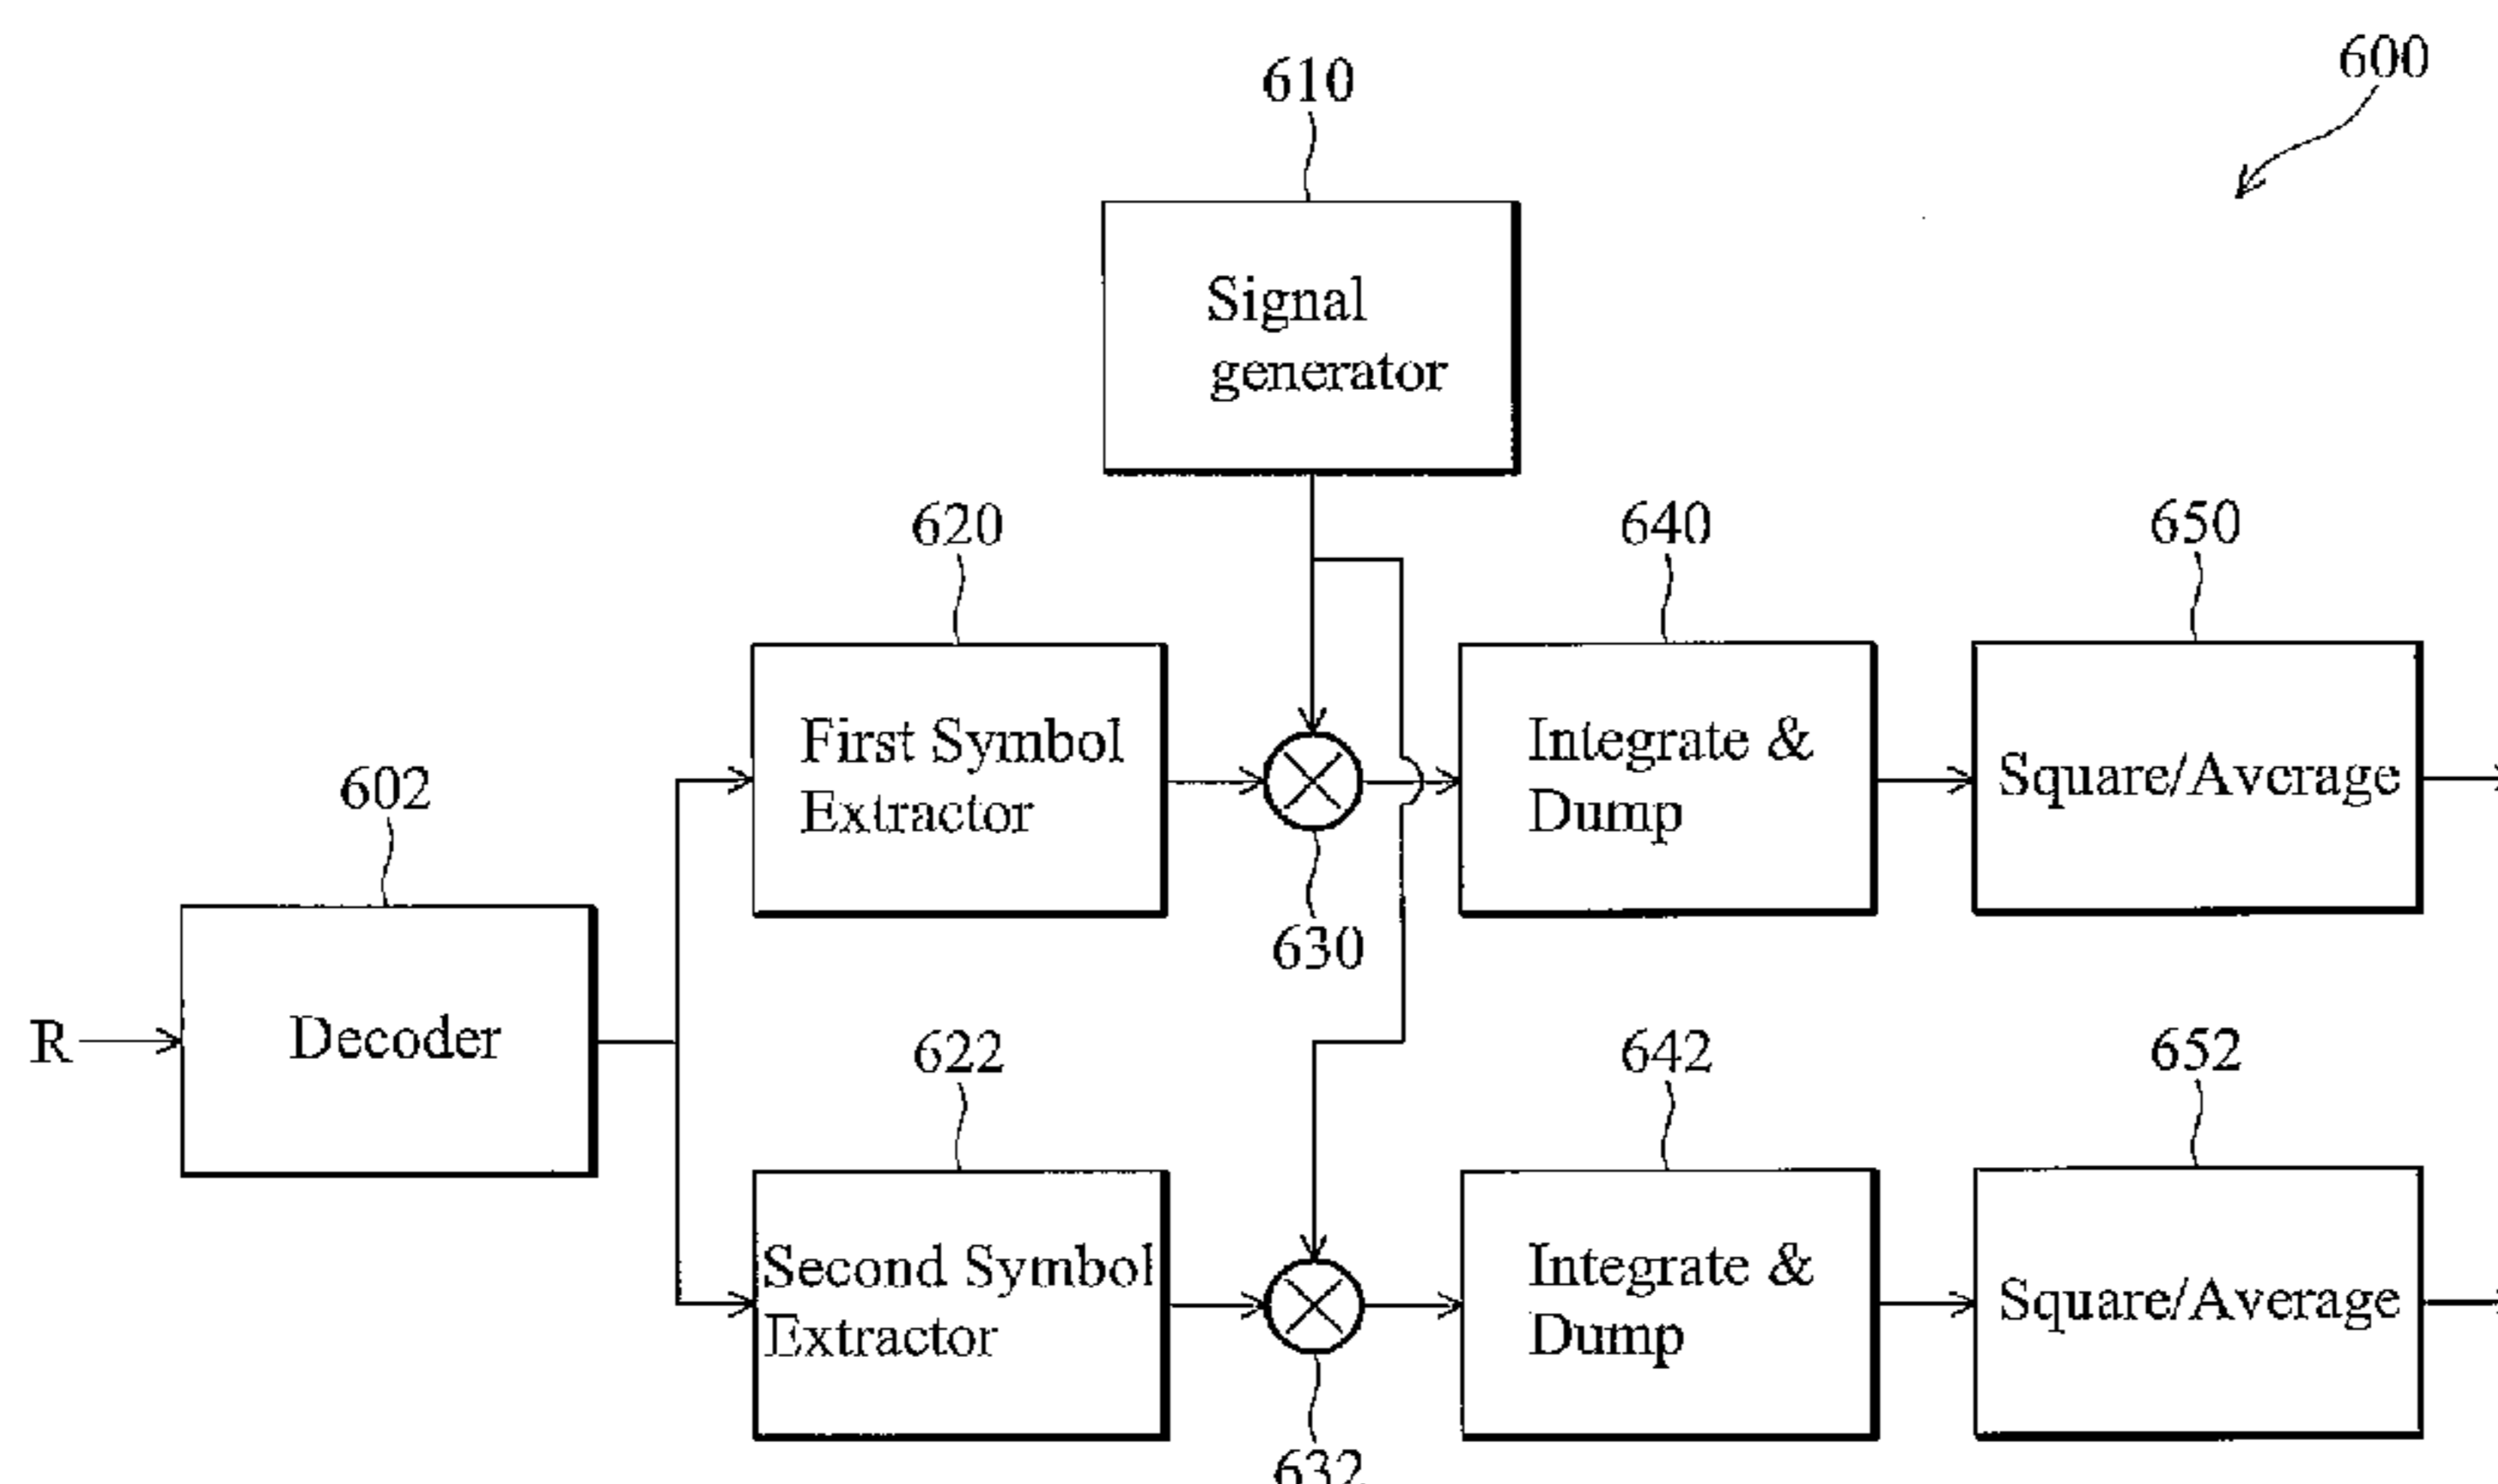 600
610
Signal
generator
620
640
650
First Symbol
Extractor
Integrate &
Dump
Square/Average
602
630
R
Decoder
622
642
652
Second Symbol
Extractor
Integrate &
Dump
Square/Average
632